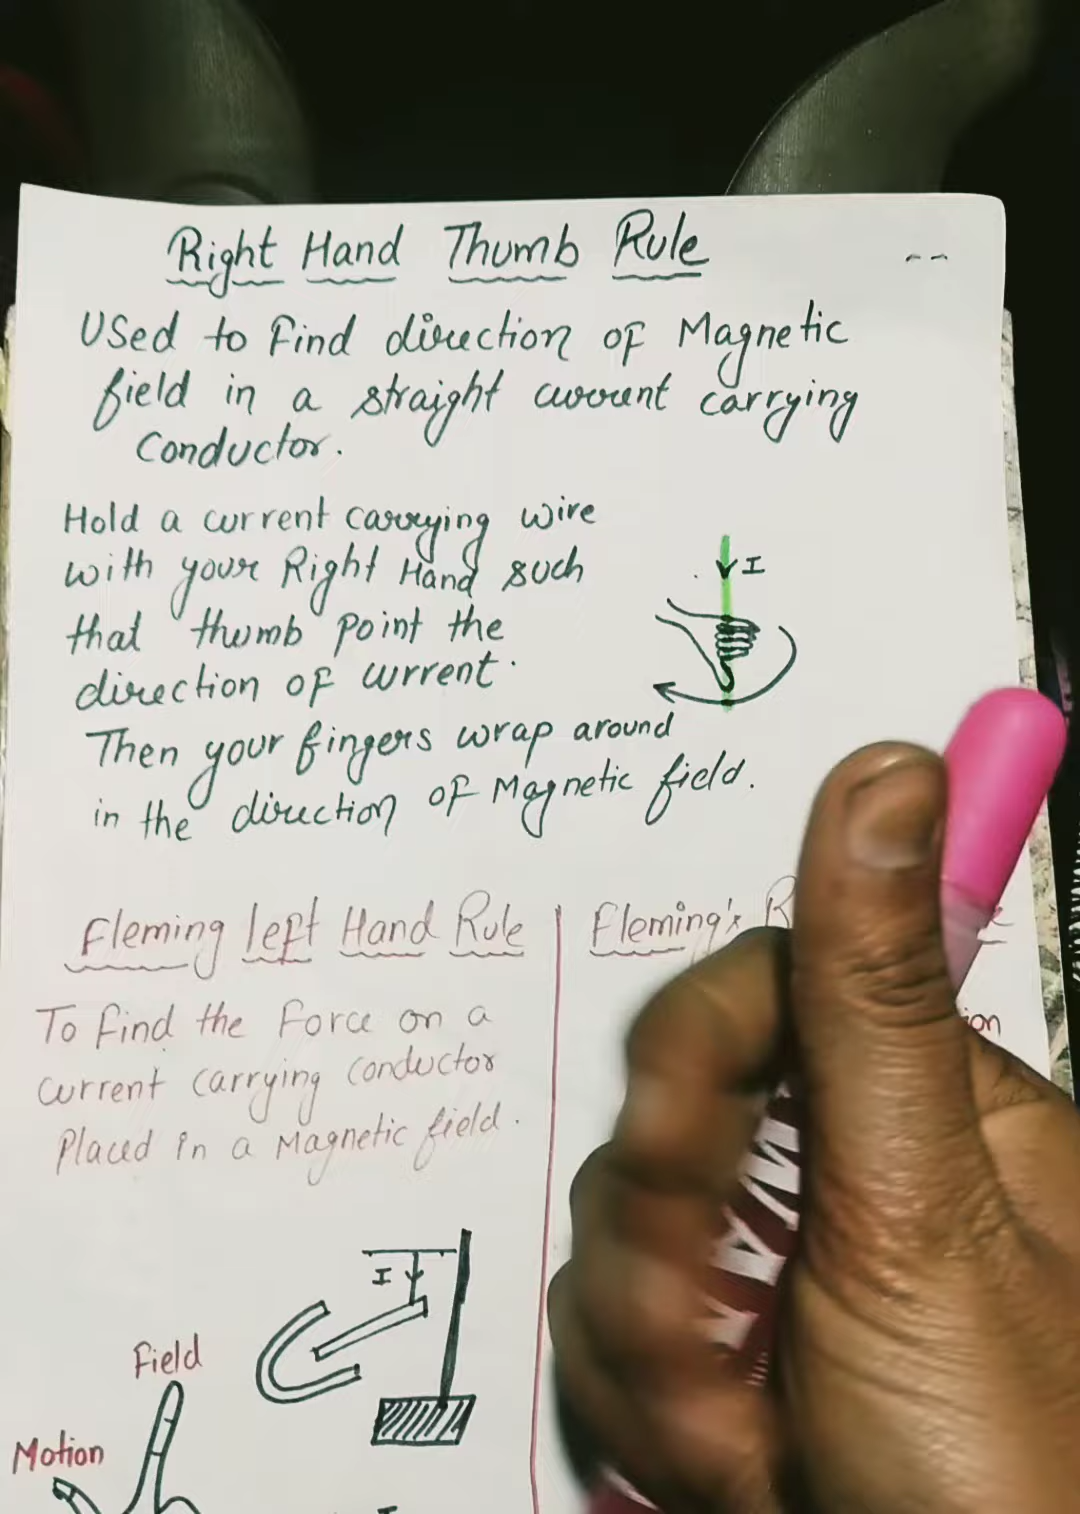 Right Hand Thumb Rule
Used to Find direction of Magnetic
field in a straight current carrying
Conductor.
Hold a current carrying wire
with your Right Hand such
that thumb point the
direction of current.
Then your fingers wrap around
in the direction of Magnetic field.
I
Fleming left Hand Rule
To find the Force on a
current carrying conductor
Placed in a Magnetic field.
I
Field
Motion
I
Fleming's